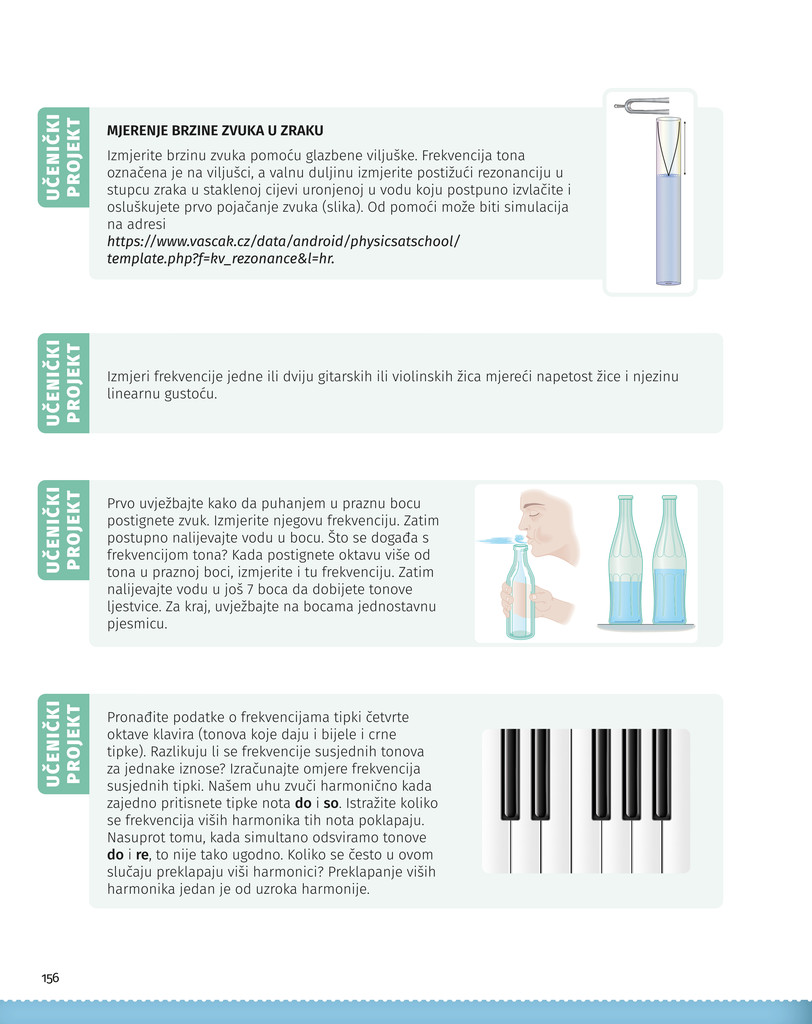 UČENIČKI
PROJEKT
MJERENJE BRZINE ZVUKA U ZRAKU
Izmjerite brzinu zvuka pomoću glazbene viljuške. Frekvencija tona
označena je na viljušci, a valnu duljinu izmjerite postižući rezonanciju u
stupcu zraka u staklenoj cijevi uronjenoj u vodu koju postpuno izvlačite i
osluškujete prvo pojačanje zvuka (slika). Od pomoći može biti simulacija
na adresi
https://www.vascak.cz/data/android/physicsatschool/
template.php?f=kv_rezonance&l=hr.
UČENIČKI
PROJEKT
Izmjeri frekvencije jedne ili dviju gitarskih ili violinskih žica mjereći napetost žice i njezinu
linearnu gustoću.
UČENIČKI
PROJEKT
Prvo uvježbajte kako da puhanjem u praznu bocu
postignete zvuk. Izmjerite njegovu frekvenciju. Zatim
postupno nalijevajte vodu u bocu. Što se događa s
frekvencijom tona? Kada postignete oktavu više od
tona u praznoj boci, izmjerite i tu frekvenciju. Zatim
nalijevajte vodu u još 7 boca da dobijete tonove
ljestvice. Za kraj, uvježbajte na bocama jednostavnu
pjesmicu.
UČENIČKI
PROJEKT
Pronađite podatke o frekvencijama tipki četvrte
oktave klavira (tonova koje daju i bijele i crne
tipke). Razlikuju li se frekvencije susjednih tonova
za jednake iznose? Izračunajte omjere frekvencija
susjednih tipki. Našem uhu zvuči harmonično kada
zajedno pritisnete tipke nota do i so. Istražite koliko
se frekvencija viših harmonika tih nota poklapaju.
Nasuprot tomu, kada simultano odsviramo tonove
do i re, to nije tako ugodno. Koliko se često u ovom
slučaju preklapaju viši harmonici? Preklapanje viših
harmonika jedan je od uzroka harmonije.
156